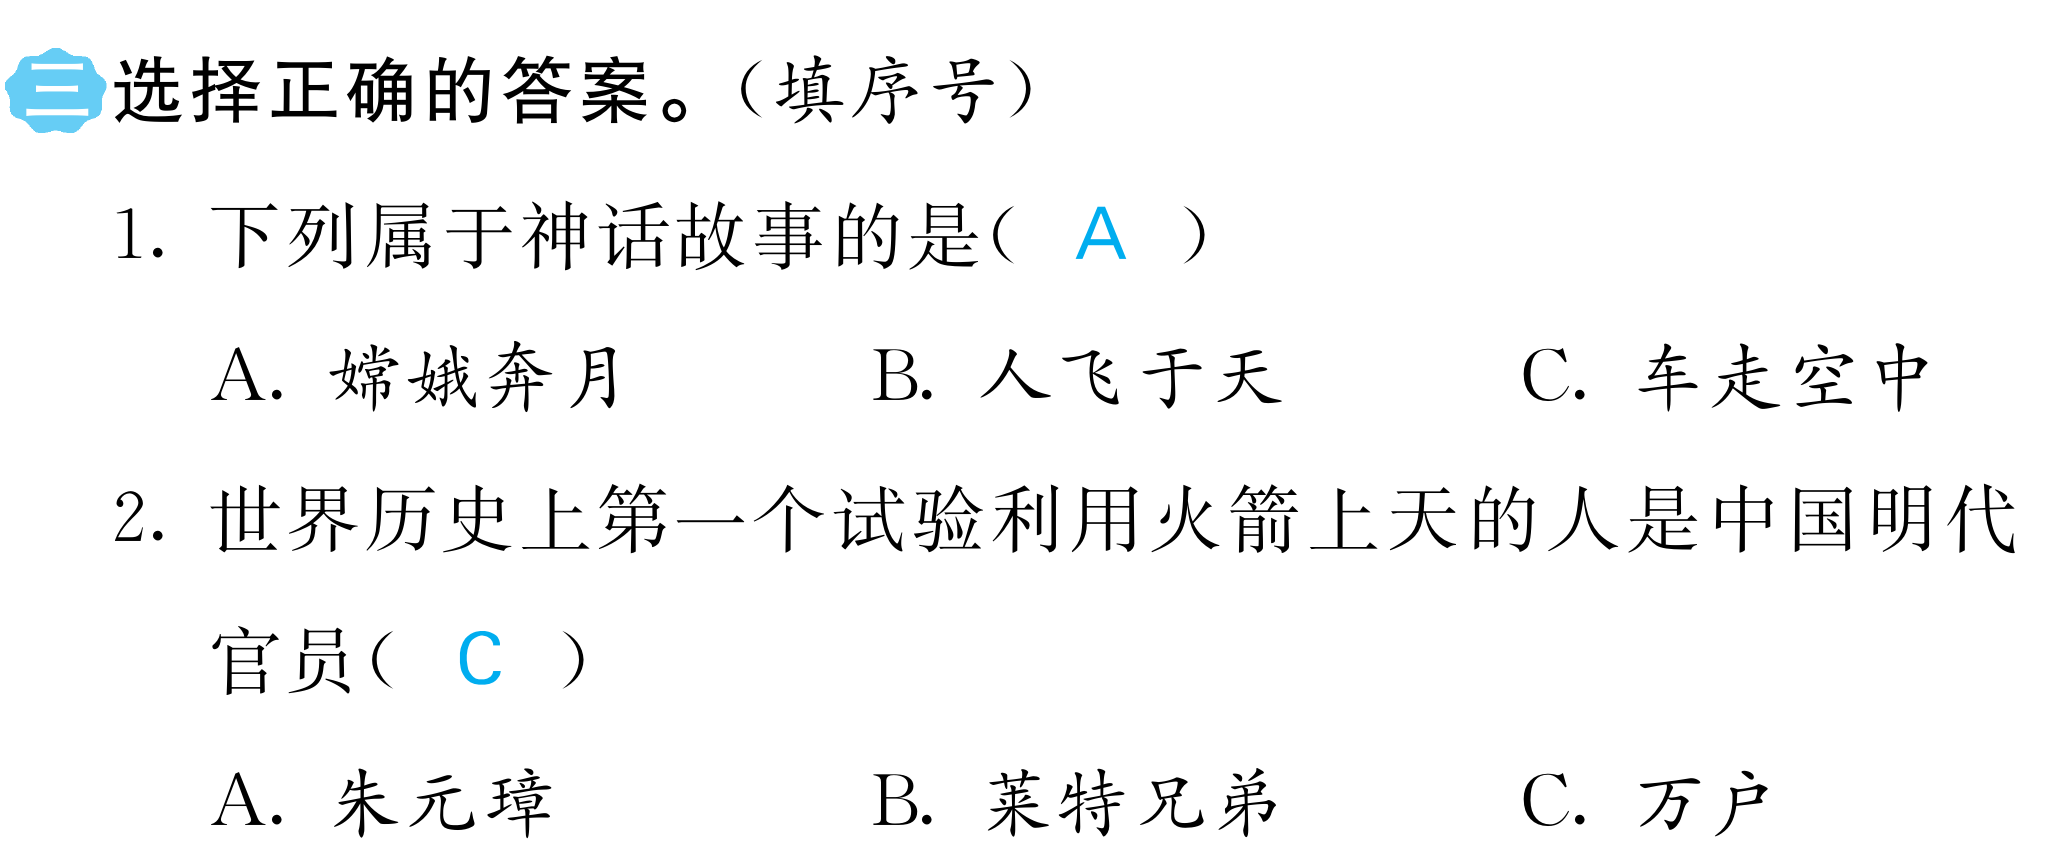 三 选择正确的答案。（填序号）
1. 下列属于神话故事的是( A )
A. 嫦娥奔月 B. 人飞于天 C. 车走空中
2. 世界历史上第一个试验利用火箭上天的人是中国明代
官员( C )
A. 朱元璋 B. 莱特兄弟 C. 万户